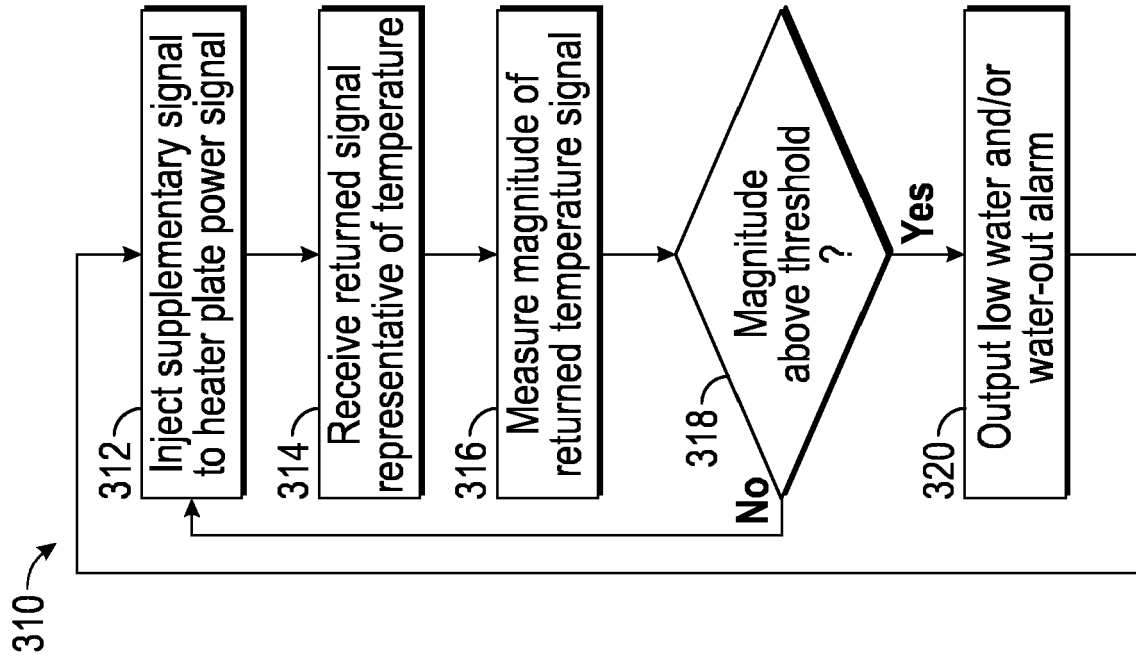 310
312
Inject supplementary signal
to heater plate power signal
314
Receive returned signal
representative of temperature
316
Measure magnitude of
returned temperature signal
318
Magnitude
above threshold
?
No
Yes
320
Output low water and/or
water-out alarm